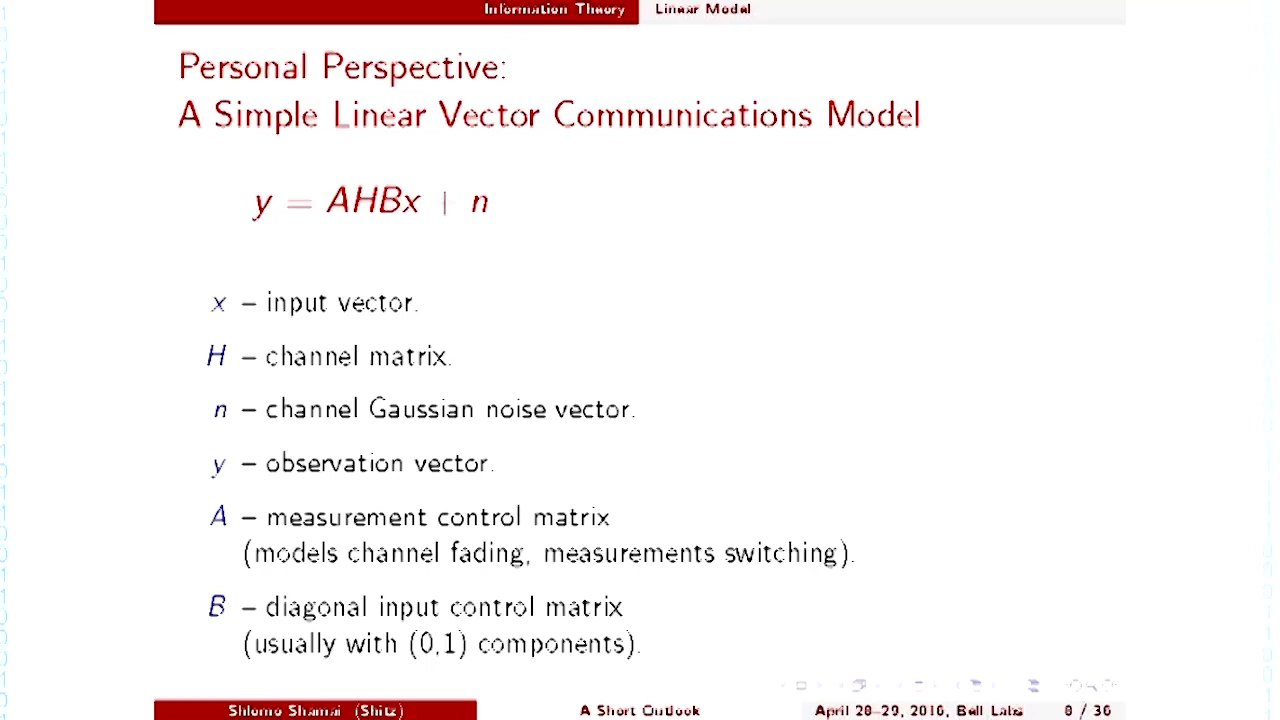 Information Theory Linear Model
Personal Perspective:
A Simple Linear Vector Communications Model
y = AHBx + n
x – input vector.
H – channel matrix.
n – channel Gaussian noise vector.
y – observation vector.
A – measurement control matrix
(models channel fading, measurements switching).
B – diagonal input control matrix
(usually with (0,1) components).
Shlomo Shamai (Shitz) A Short Outlook April 28–29, 2016, Bell Labs 8 / 36